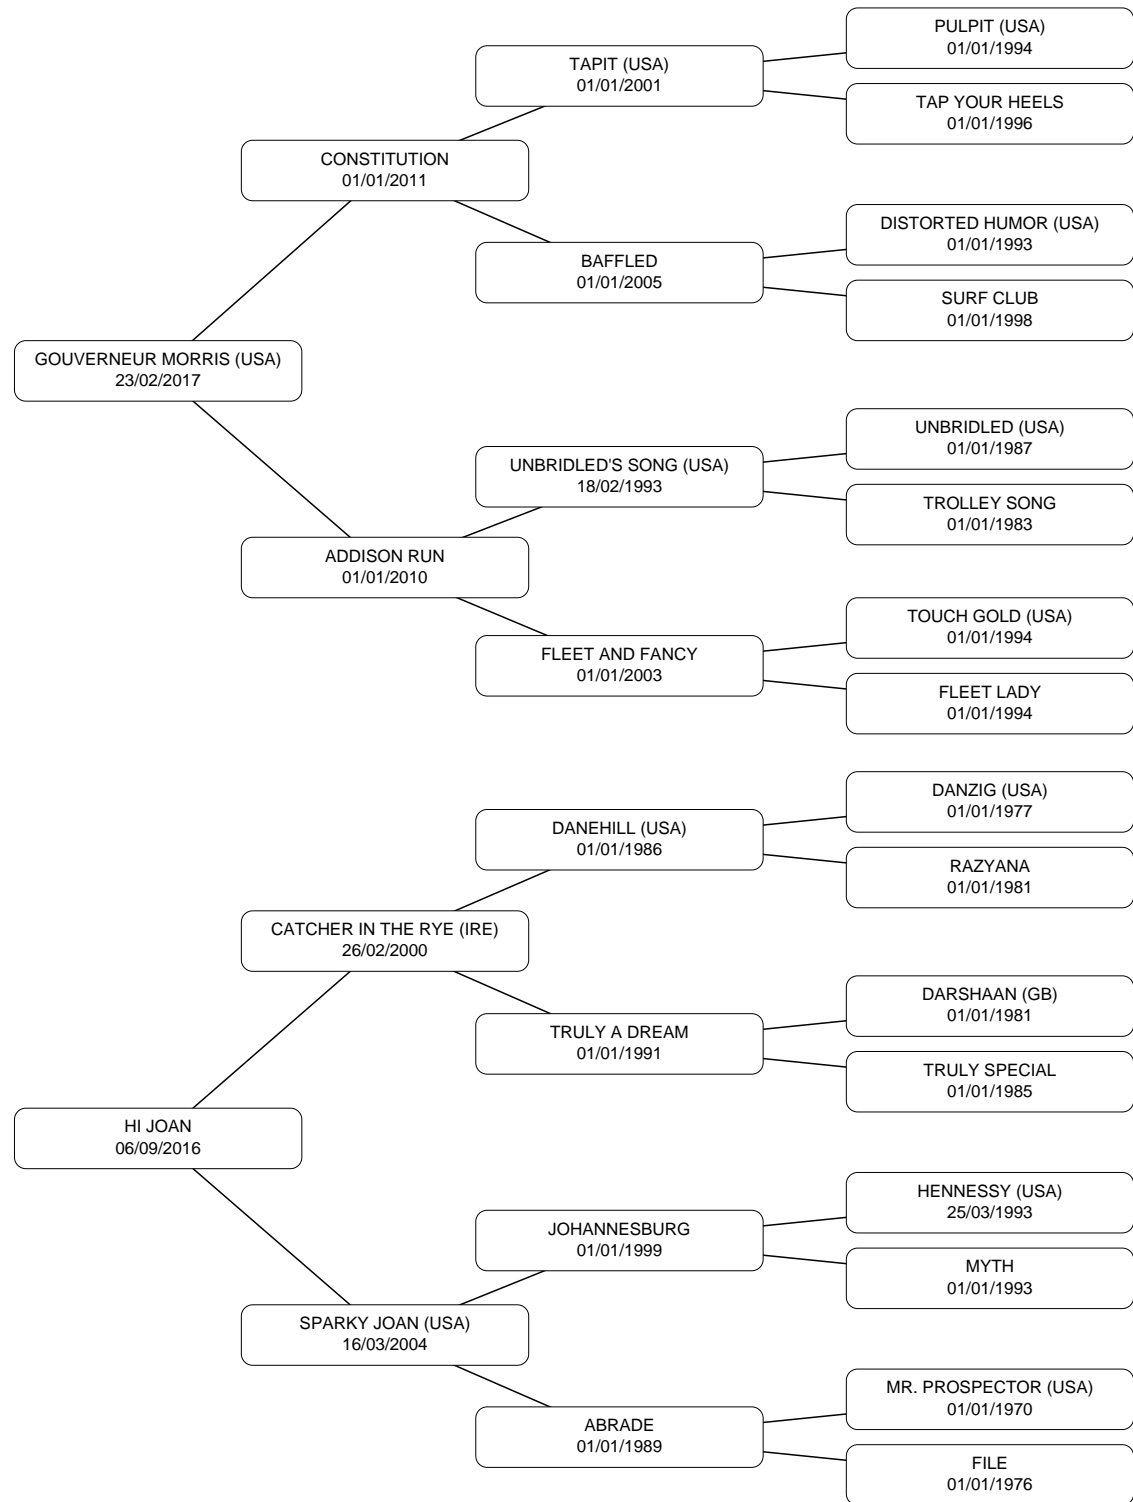 PULPIT (USA)
01/01/1994
TAPIT (USA)
01/01/2001
TAP YOUR HEELS
01/01/1996
CONSTITUTION
01/01/2011
DISTORTED HUMOR (USA)
01/01/1993
BAFFLED
01/01/2005
SURF CLUB
01/01/1998
GOUVERNEUR MORRIS (USA)
23/02/2017
UNBRIDLED (USA)
01/01/1987
UNBRIDLED'S SONG (USA)
18/02/1993
TROLLEY SONG
01/01/1983
ADDISON RUN
01/01/2010
TOUCH GOLD (USA)
01/01/1994
FLEET AND FANCY
01/01/2003
FLEET LADY
01/01/1994
DANZIG (USA)
01/01/1977
DANEHILL (USA)
01/01/1986
RAZYANA
01/01/1981
CATCHER IN THE RYE (IRE)
26/02/2000
DARSHAAN (GB)
01/01/1981
TRULY A DREAM
01/01/1991
TRULY SPECIAL
01/01/1985
HI JOAN
06/09/2016
HENNESSY (USA)
25/03/1993
JOHANNESBURG
01/01/1999
MYTH
01/01/1993
SPARKY JOAN (USA)
16/03/2004
MR. PROSPECTOR (USA)
01/01/1970
ABRADE
01/01/1989
FILE
01/01/1976